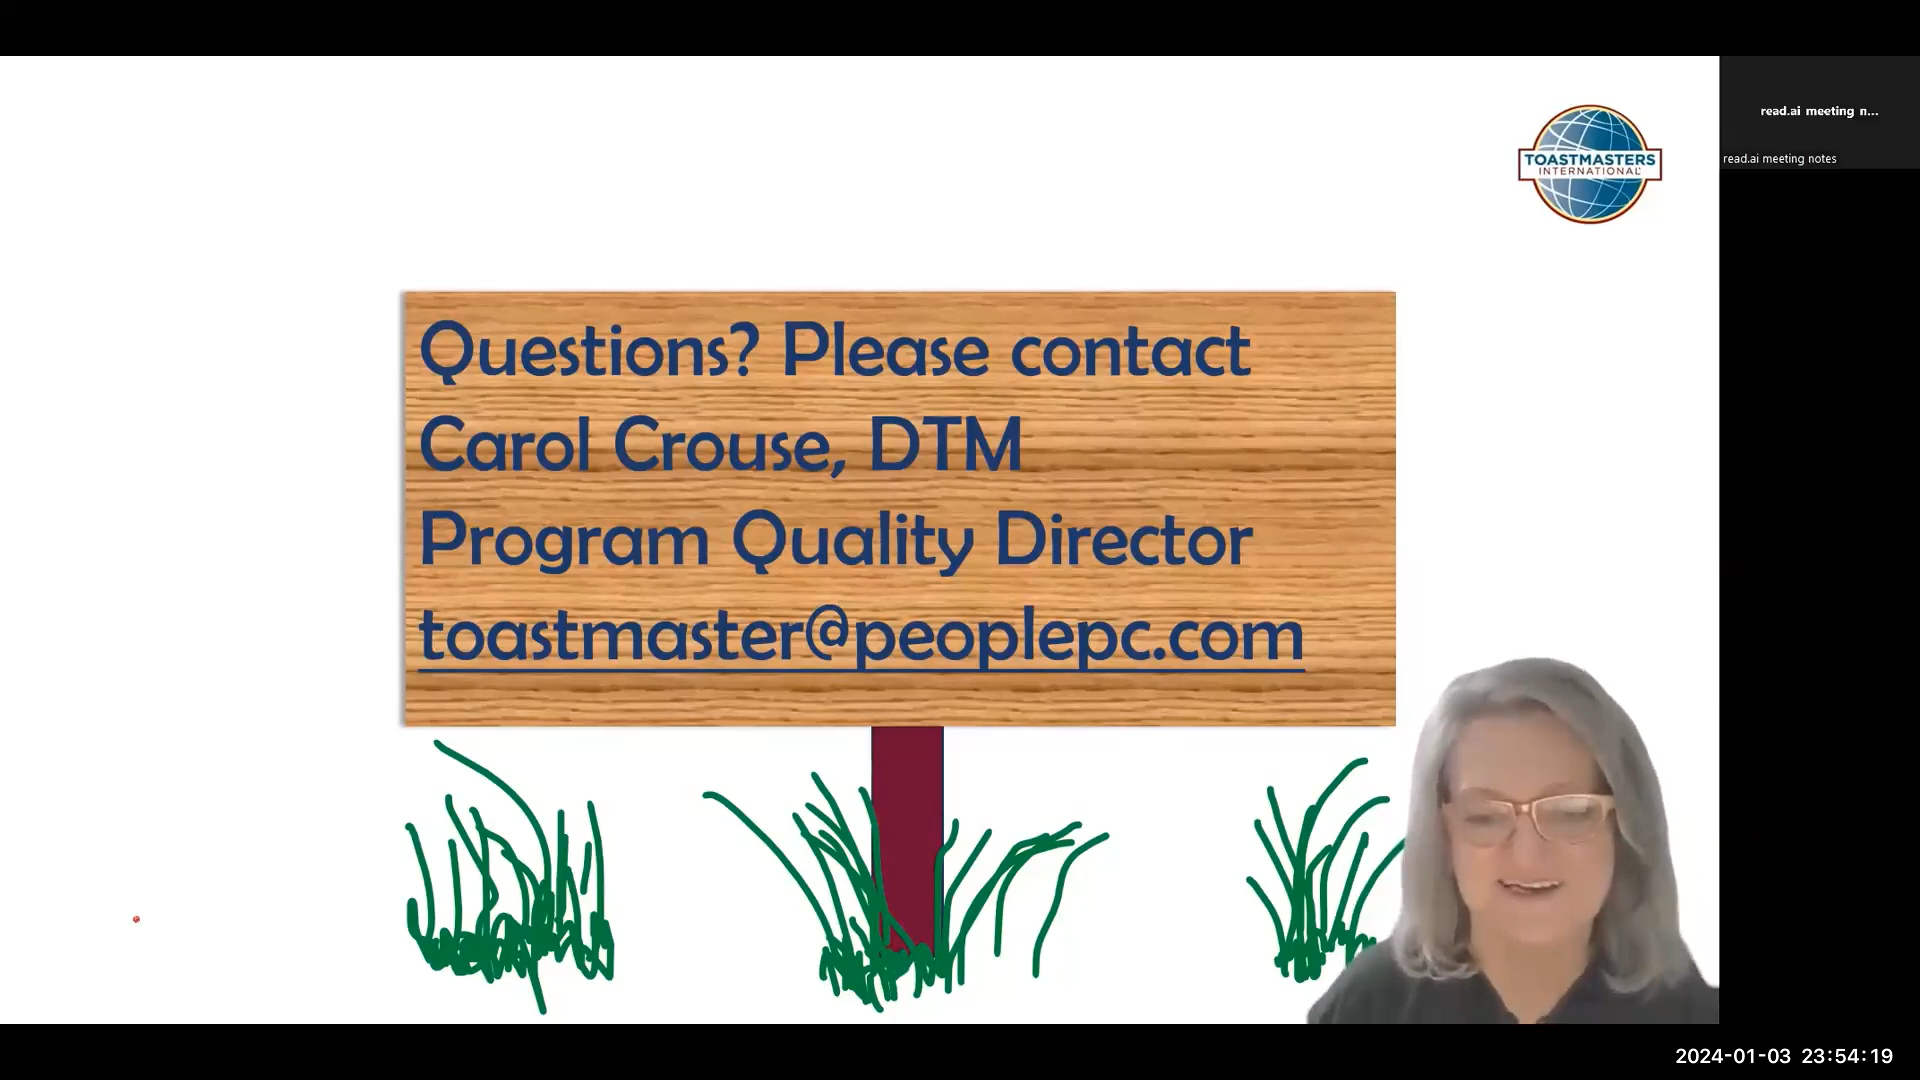 read.ai meeting n...
read.ai meeting notes
TOASTMASTERS
INTERNATIONAL
Questions? Please contact
Carol Crouse, DTM
Program Quality Director
toastmaster@peoplepc.com
2024-01-03 23:54:19